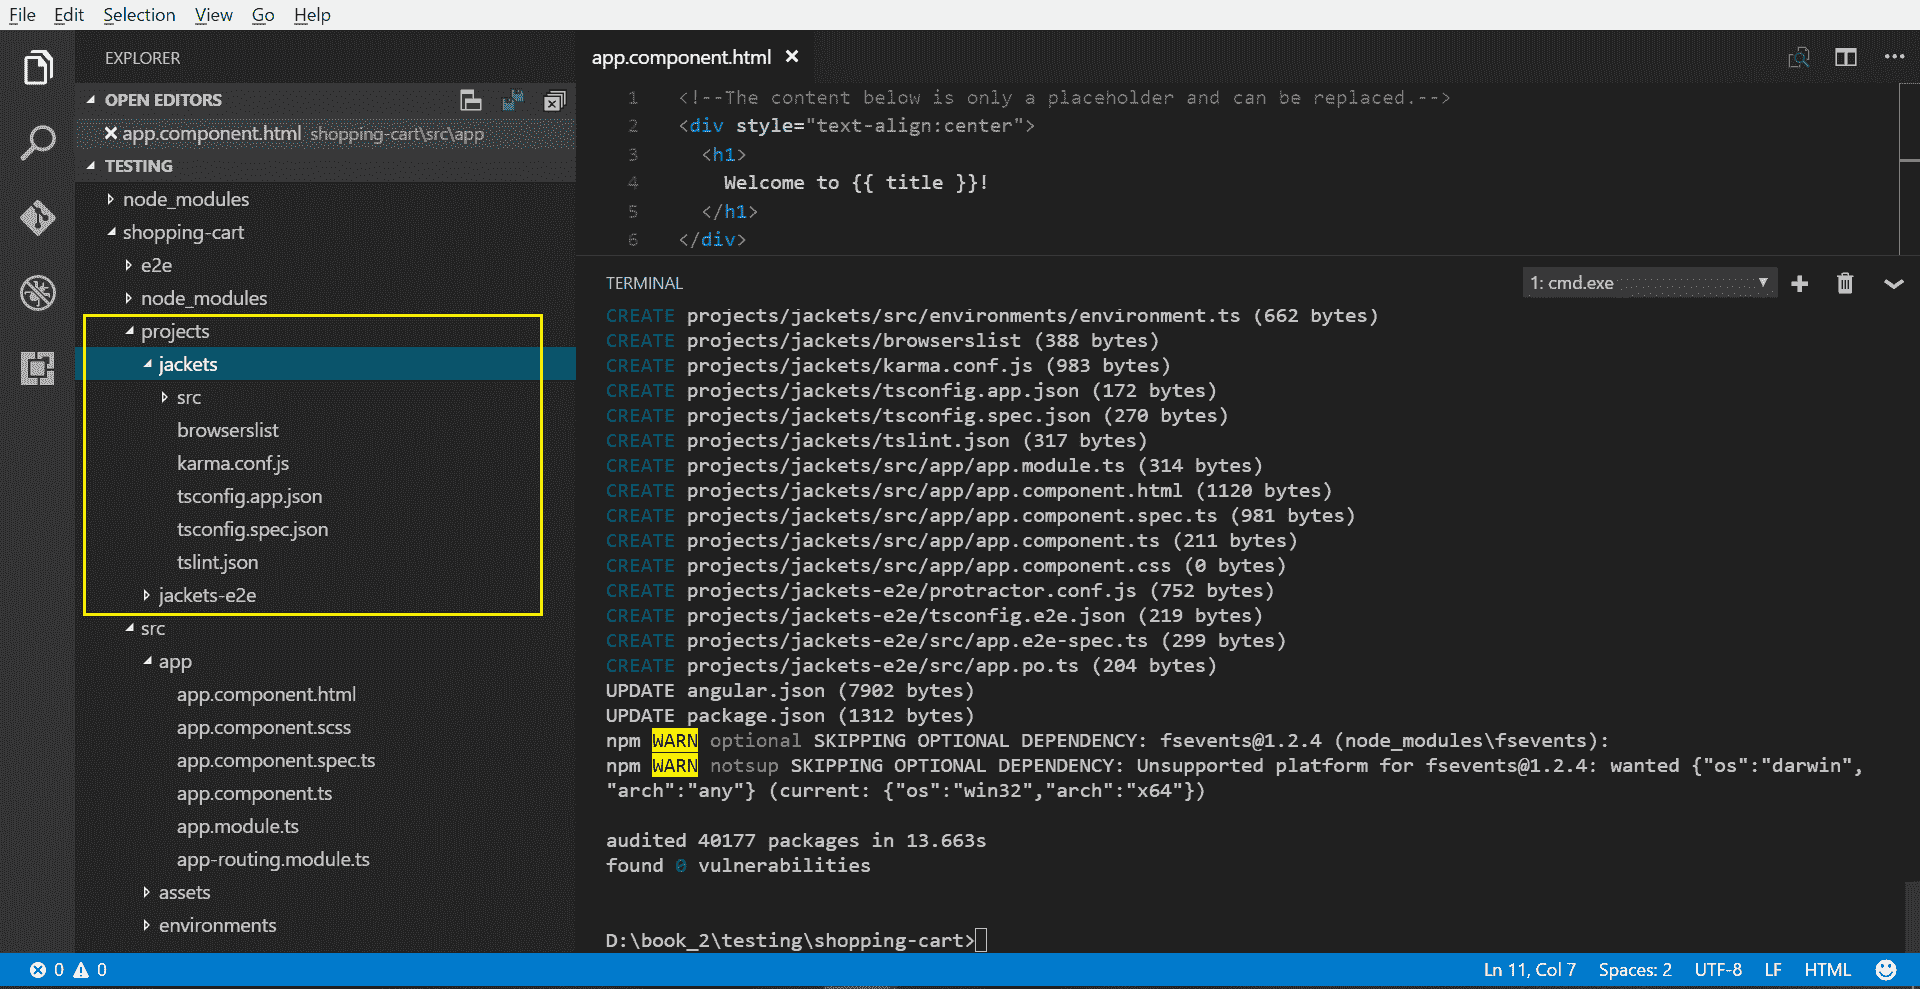 File Edit Selection View Go Help
EXPLORER
OPEN EDITORS
app.component.html shopping-cart\src\app
TESTING
node_modules
shopping-cart
e2e
node_modules
projects
jackets
src
browserslist
karma.conf.js
tsconfig.app.json
tsconfig.spec.json
tslint.json
jackets-e2e
src
app
app.component.html
app.component.scss
app.component.spec.ts
app.component.ts
app.module.ts
app-routing.module.ts
assets
environments
app.component.html
1 <!--The content below is only a placeholder and can be replaced.-->
2 <div style="text-align:center">
3 <h1>
4 Welcome to {{ title }}!
5 </h1>
6 </div>
TERMINAL
1: cmd.exe
CREATE projects/jackets/src/environments/environment.ts (662 bytes)
CREATE projects/jackets/browserslist (388 bytes)
CREATE projects/jackets/karma.conf.js (983 bytes)
CREATE projects/jackets/tsconfig.app.json (172 bytes)
CREATE projects/jackets/tsconfig.spec.json (270 bytes)
CREATE projects/jackets/tslint.json (317 bytes)
CREATE projects/jackets/src/app/app.module.ts (314 bytes)
CREATE projects/jackets/src/app/app.component.html (1120 bytes)
CREATE projects/jackets/src/app/app.component.spec.ts (981 bytes)
CREATE projects/jackets/src/app/app.component.ts (211 bytes)
CREATE projects/jackets/src/app/app.component.css (0 bytes)
CREATE projects/jackets-e2e/protractor.conf.js (752 bytes)
CREATE projects/jackets-e2e/tsconfig.e2e.json (219 bytes)
CREATE projects/jackets-e2e/src/app.e2e-spec.ts (299 bytes)
CREATE projects/jackets-e2e/src/app.po.ts (204 bytes)
UPDATE angular.json (7902 bytes)
UPDATE package.json (1312 bytes)
npm WARN optional SKIPPING OPTIONAL DEPENDENCY: fsevents@1.2.4 (node_modules\fsevents):
npm WARN notsup SKIPPING OPTIONAL DEPENDENCY: Unsupported platform for fsevents@1.2.4: wanted {"os":"darwin",
"arch":"any"} (current: {"os":"win32","arch":"x64"})
audited 40177 packages in 13.663s
found 0 vulnerabilities
D:\book_2\testing\shopping-cart>
0 0 Ln 11, Col 7 Spaces: 2 UTF-8 LF HTML